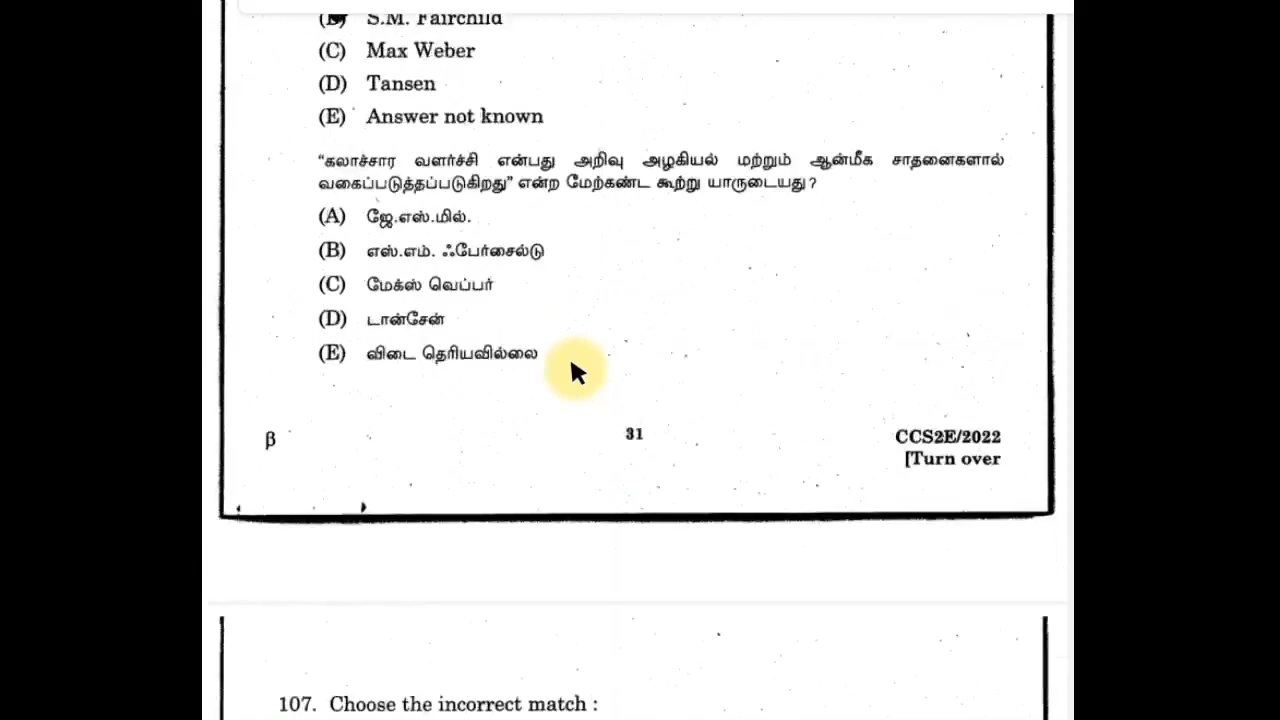 (B) S.M. Fairchild
(C) Max Weber
(D) Tansen
(E) Answer not known
“கலாச்சார வளர்ச்சி என்பது அறிவு அழகியல் மற்றும் ஆன்மீக சாதனைகளால்
வகைப்படுத்தப்படுகிறது” என்ற மேற்கண்ட கூற்று யாருடையது?
(A) ஜே.எஸ்.மில்.
(B) எஸ்.எம். ஃபேர்சைல்டு
(C) மேக்ஸ் வெப்பர்
(D) டான்சேன்
(E) விடை தெரியவில்லை
β 31 CCS2E/2022
[Turn over
107. Choose the incorrect match :